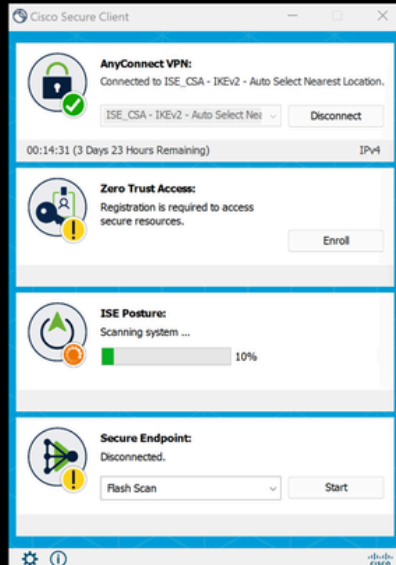 Cisco Secure Client
AnyConnect VPN:
Connected to ISE_CSA - IKEv2 - Auto Select Nearest Location.
ISE_CSA - IKEv2 - Auto Select Nea
Disconnect
00:14:31 (3 Days 23 Hours Remaining)
IPv4
Zero Trust Access:
Registration is required to access
secure resources.
Enroll
ISE Posture:
Scanning system ...
10%
Secure Endpoint:
Disconnected.
Flash Scan
Start
CISCO